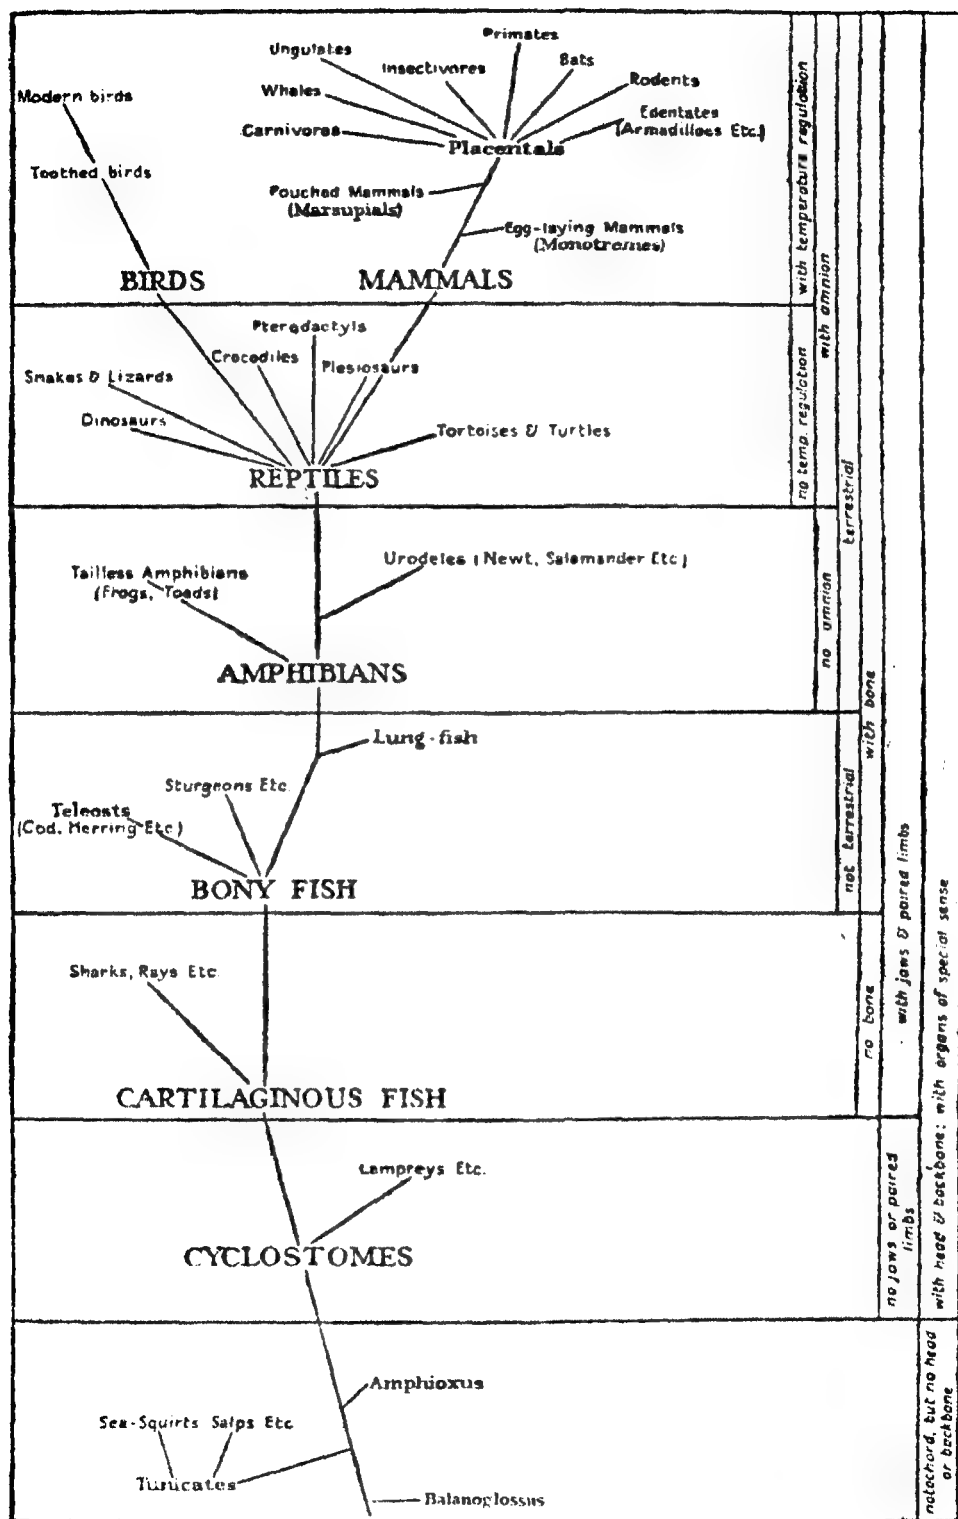 Primates
Ungulates
Insectivores
Bats
Whales
Rodents
Modern birds
Carnivores
Edentates
(Armadilloes Etc.)
Placentals
Toothed birds
Pouched Mammals
(Marsupials)
Egg-laying Mammals
(Monotremes)
BIRDS
MAMMALS
Pterodactyls
Crocodiles
Plesiosaurs
Snakes & Lizards
Dinosaurs
Tortoises & Turtles
REPTILES
Urodeles (Newt, Salamander Etc)
Tailless Amphibians
(Frogs, Toads)
AMPHIBIANS
Lung-fish
Sturgeons Etc.
Teleosts
(Cod, Herring Etc)
BONY FISH
Sharks, Rays Etc.
CARTILAGINOUS FISH
Lampreys Etc.
CYCLOSTOMES
Amphioxus
Sea-Squirts Salps Etc
Tunicates
Balanoglossus
with temperature regulation
no temp. regulation
with amnion
no amnion
terrestrial
not terrestrial
with bone
no bone
with jaws & paired limbs
no jaws or paired
limbs
with head & backbone: with organs of special sense
notochord, but no head
or backbone